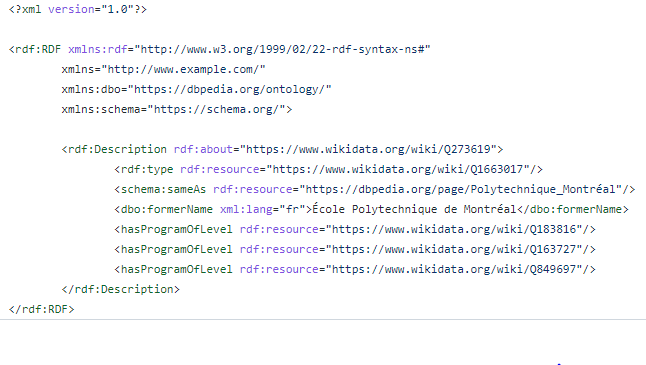 <?xml version="1.0"?>
<rdf:RDF xmlns:rdf="http://www.w3.org/1999/02/22-rdf-syntax-ns#"
xmlns="http://www.example.com/"
xmlns:dbo="https://dbpedia.org/ontology/"
xmlns:schema="https://schema.org/">
<rdf:Description rdf:about="https://www.wikidata.org/wiki/Q273619">
<rdf:type rdf:resource="https://www.wikidata.org/wiki/Q1663017"/>
<schema:sameAs rdf:resource="https://dbpedia.org/page/Polytechnique_Montréal"/>
<dbo:formerName xml:lang="fr">École Polytechnique de Montréal</dbo:formerName>
<hasProgramOfLevel rdf:resource="https://www.wikidata.org/wiki/Q183816"/>
<hasProgramOfLevel rdf:resource="https://www.wikidata.org/wiki/Q163727"/>
<hasProgramOfLevel rdf:resource="https://www.wikidata.org/wiki/Q849697"/>
</rdf:Description>
</rdf:RDF>